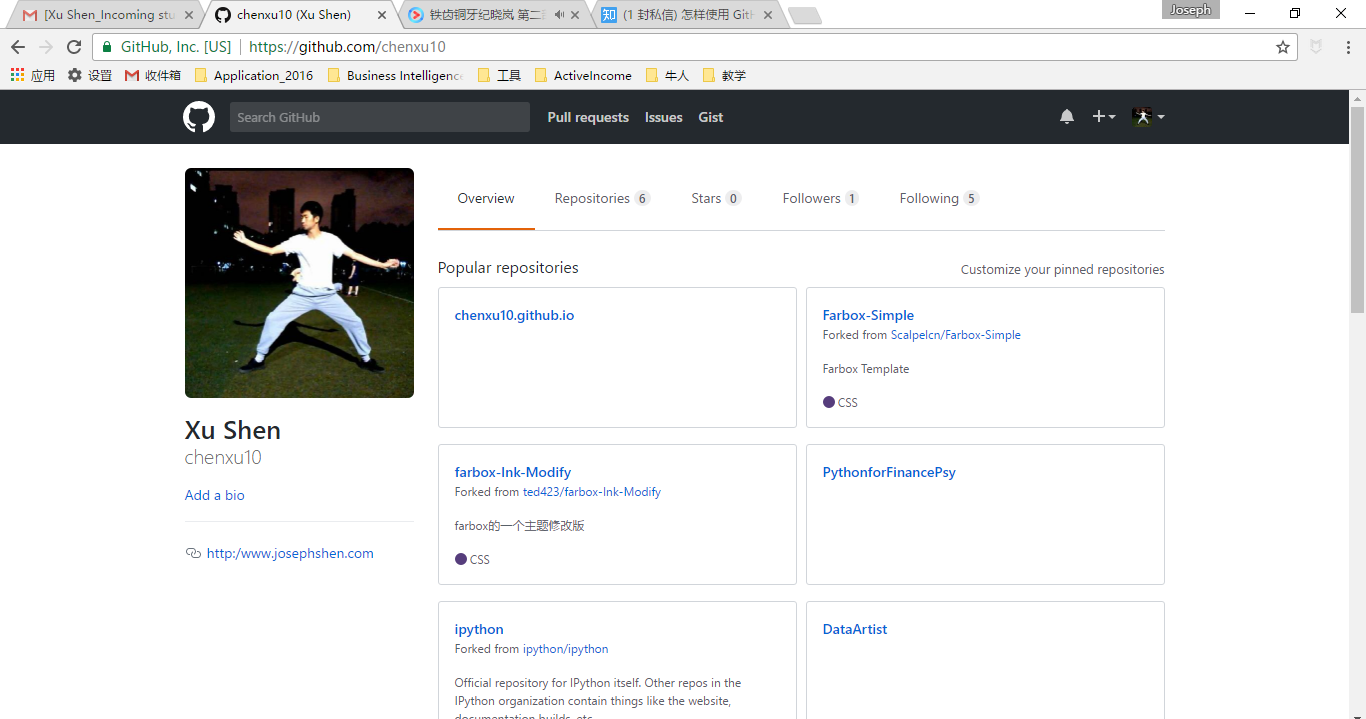 [Xu Shen_Incoming stu
chenxu10 (Xu Shen)
铁齿铜牙纪晓岚 第二
(1 封私信) 怎样使用 GitH
Joseph
GitHub, Inc. [US]
https://github.com/chenxu10
应用
设置
收件箱
Application_2016
Business Intelligence
工具
ActiveIncome
牛人
教学
Search GitHub
Pull requests
Issues
Gist
Overview
Repositories 6
Stars 0
Followers 1
Following 5
Popular repositories
Customize your pinned repositories
chenxu10.github.io
Farbox-Simple
Forked from Scalpelcn/Farbox-Simple
Farbox Template
CSS
Xu Shen
chenxu10
Add a bio
http:/www.josephshen.com
farbox-Ink-Modify
Forked from ted423/farbox-Ink-Modify
farbox的一个主题修改版
CSS
PythonforFinancePsy
ipython
Forked from ipython/ipython
Official repository for IPython itself. Other repos in the
IPython organization contain things like the website,
documentation builds, etc.
DataArtist